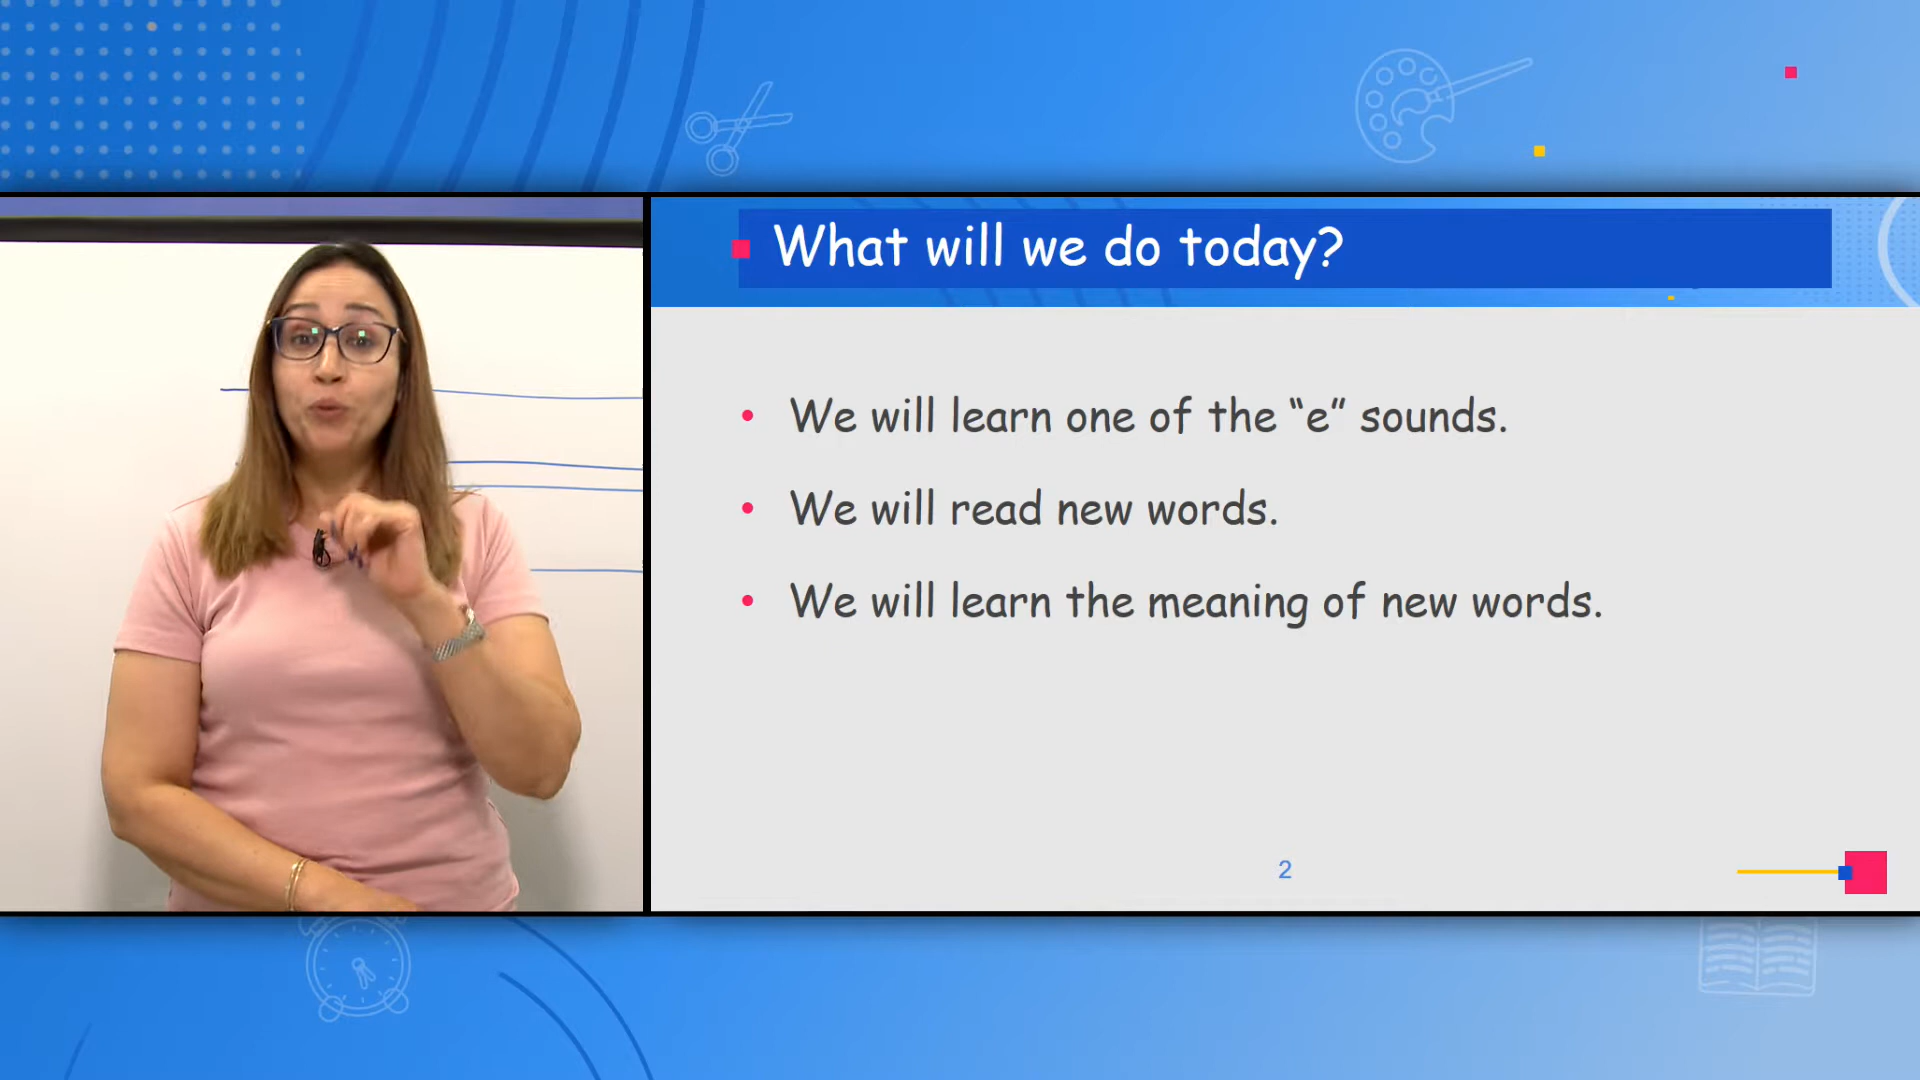 What will we do today?
• We will learn one of the “e” sounds.
• We will read new words.
• We will learn the meaning of new words.
2